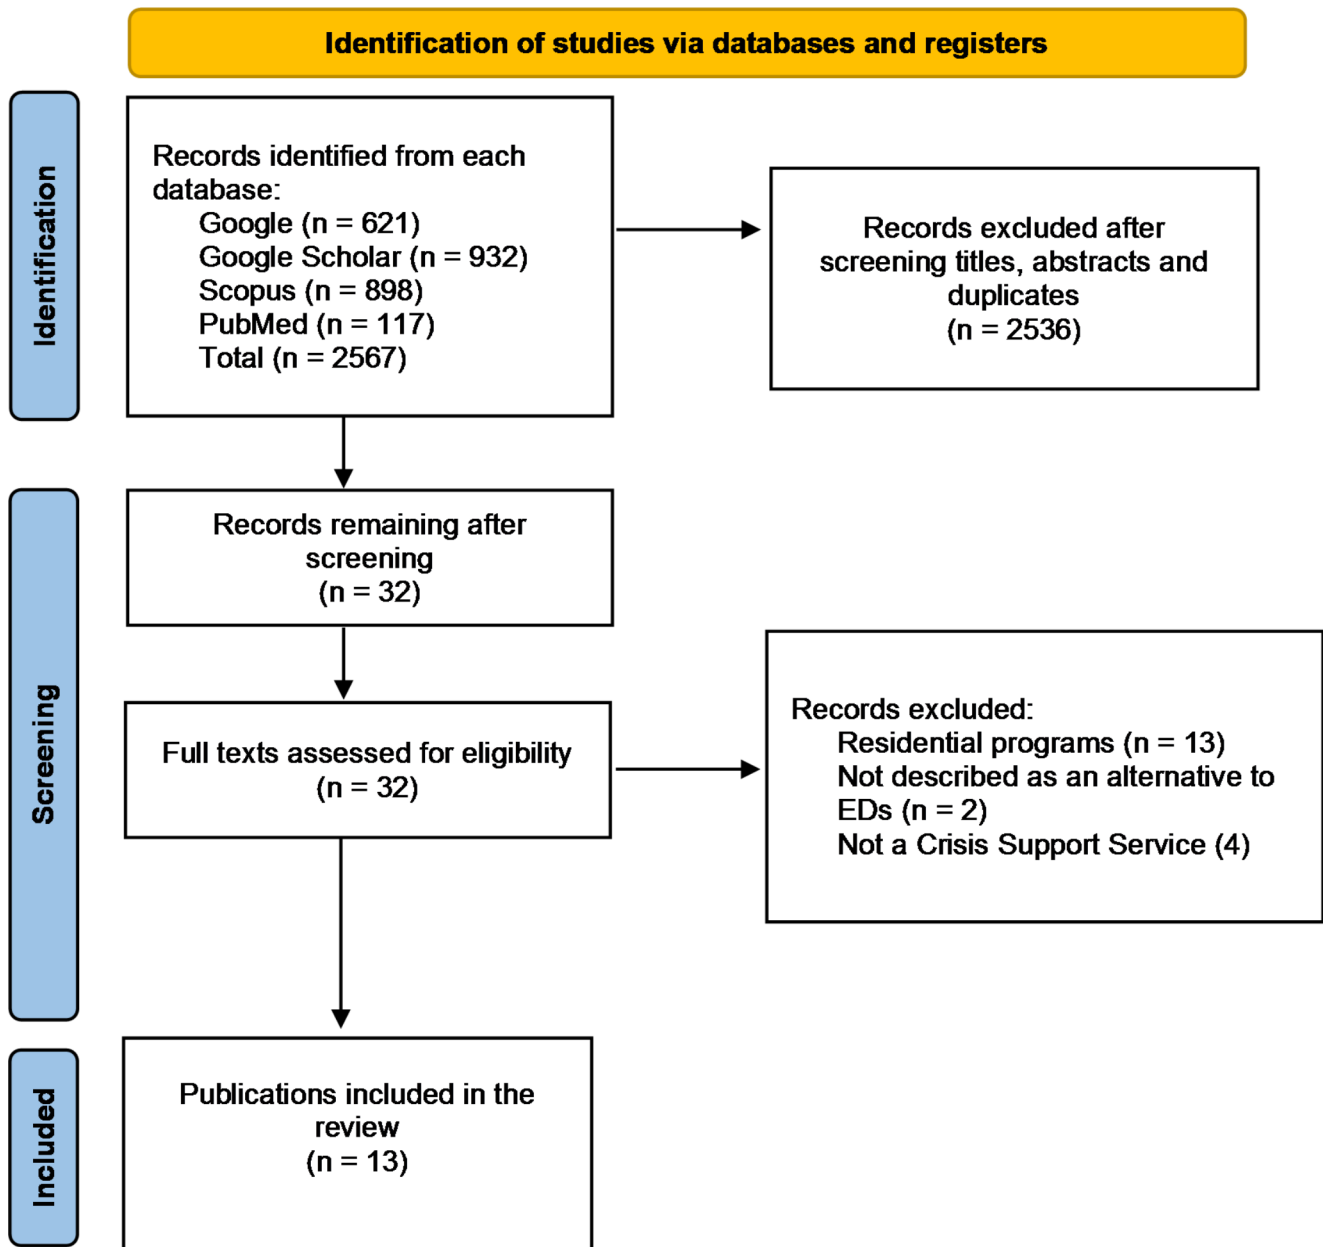 Identification of studies via databases and registers
Identification
Records identified from each
database:
Google (n = 621)
Google Scholar (n = 932)
Scopus (n = 898)
PubMed (n = 117)
Total (n = 2567)
Records excluded after
screening titles, abstracts and
duplicates
(n = 2536)
Screening
Records remaining after
screening
(n = 32)
Full texts assessed for eligibility
(n = 32)
Records excluded:
Residential programs (n = 13)
Not described as an alternative to
EDs (n = 2)
Not a Crisis Support Service (4)
Included
Publications included in the
review
(n = 13)